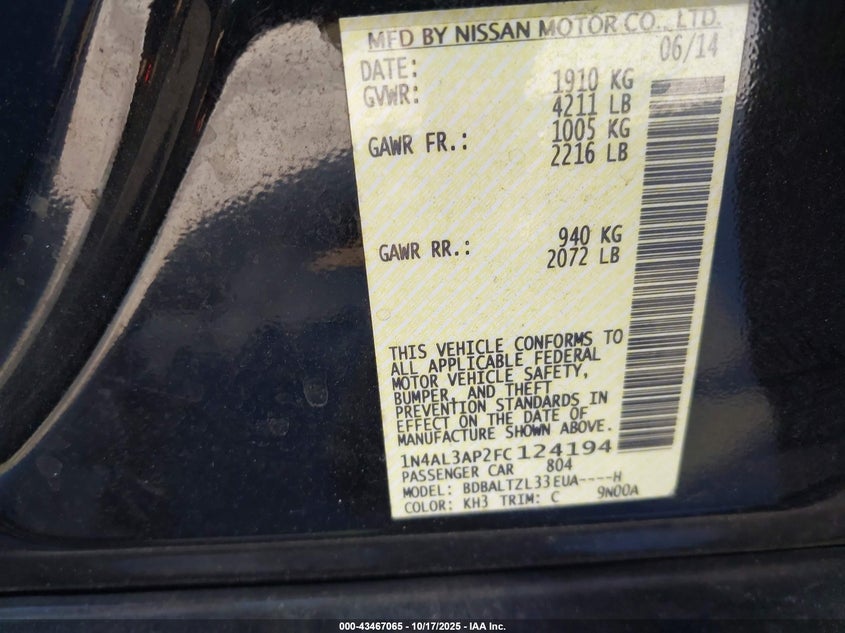 MFD BY NISSAN MOTOR CO., LTD.
DATE: 06/14
GVWR: 1910 KG
4211 LB
GAWR FR.: 1005 KG
2216 LB
GAWR RR.: 940 KG
2072 LB
THIS VEHICLE CONFORMS TO
ALL APPLICABLE FEDERAL
MOTOR VEHICLE SAFETY,
BUMPER, AND THEFT
PREVENTION STANDARDS IN
EFFECT ON THE DATE OF
MANUFACTURE SHOWN ABOVE.
1N4AL3AP2FC124194
PASSENGER CAR 804
MODEL: BDBALTZL33EUA----H
COLOR: KH3 TRIM: C 9N00A
000-43467065 | 10/17/2025 - IAA Inc.